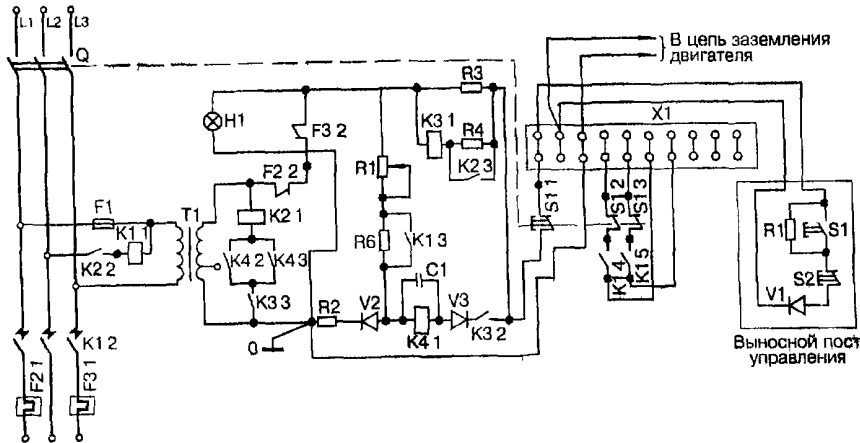 L1 L2 L3
Q
В цепь заземления
двигателя
X1
R3
H1
F3 2
K3 1
R4
K2 3
F2 2
R1
F1
T1
K1 1
K2 1
S1 1
S1 2
S1 3
R1
S1
R6
K1 3
K2 2
K4 2
K4 3
S2
C1
K1 4
K1 5
V1
K3 3
R2
V2
V3
K4 1
K3 2
K1 2
0
Выносной пост
управления
F2 1
F3 1